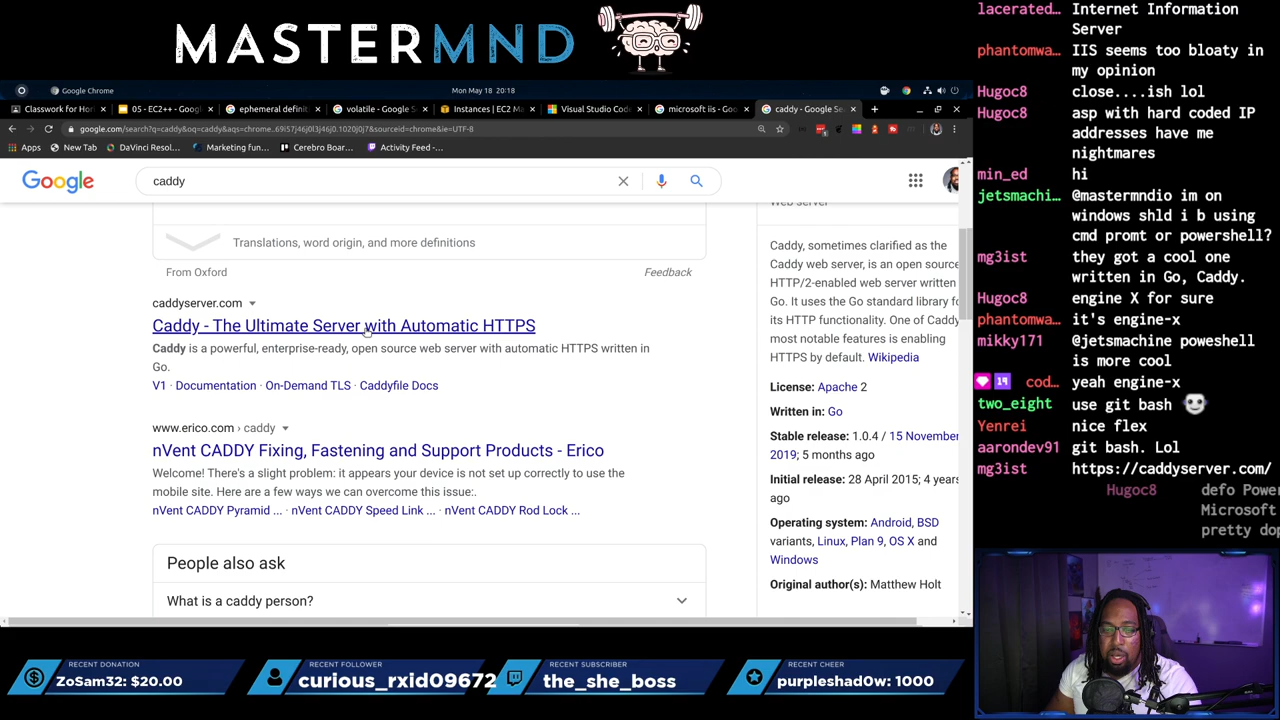 MASTERMND
Google Chrome
Mon May 18 20:18
Classwork for Hori
05 - EC2++ - Googl
ephemeral definit
volatile - Google S
Instances | EC2 M
Visual Studio Code
microsoft iis - Goo
caddy - Google Se
google.com/search?q=caddy&oq=caddy&aqs=chrome..69i57j46j0l3j46j0.1020j0j7&sourceid=chrome&ie=UTF-8
Apps
New Tab
DaVinci Resol...
Marketing fun...
Cerebro Boar...
Activity Feed -...
Google
caddy
Translations, word origin, and more definitions
From Oxford
Feedback
caddyserver.com
Caddy - The Ultimate Server with Automatic HTTPS
Caddy is a powerful, enterprise-ready, open source web server with automatic HTTPS written in
Go.
V1 · Documentation · On-Demand TLS · Caddyfile Docs
www.erico.com › caddy
nVent CADDY Fixing, Fastening and Support Products - Erico
Welcome! There's a slight problem: it appears your device is not set up correctly to use the
mobile site. Here are a few ways we can overcome this issue:.
nVent CADDY Pyramid ... · nVent CADDY Speed Link ... · nVent CADDY Rod Lock ...
People also ask
What is a caddy person?
Web server
Caddy, sometimes clarified as the
Caddy web server, is an open source
HTTP/2-enabled web server written
Go. It uses the Go standard library fo
its HTTP functionality. One of Caddy
most notable features is enabling
HTTPS by default. Wikipedia
License: Apache 2
Written in: Go
Stable release: 1.0.4 / 15 November
2019; 5 months ago
Initial release: 28 April 2015; 4 years
ago
Operating system: Android, BSD
variants, Linux, Plan 9, OS X and
Windows
Original author(s): Matthew Holt
lacerated… Internet Information
Server
phantomwa… IIS seems too bloaty in
my opinion
Hugoc8 close....ish lol
Hugoc8 asp with hard coded IP
addresses have me
nightmares
min_ed hi
jetsmachi… @mastermndio im on
windows shld i b using
cmd promt or powershell?
mg3ist they got a cool one
written in Go, Caddy.
Hugoc8 engine X for sure
phantomwa… it's engine-x
mikky171 @jetsmachine poweshell
is more cool
19 cod… yeah engine-x
two_eight use git bash
Yenrei nice flex
aarondev91 git bash. Lol
mg3ist https://caddyserver.com/
Hugoc8 defo Power
Microsoft
pretty dop
RECENT DONATION
ZoSam32: $20.00
RECENT FOLLOWER
curious_rxid09672
RECENT SUBSCRIBER
the_she_boss
RECENT CHEER
purpleshad0w: 1000